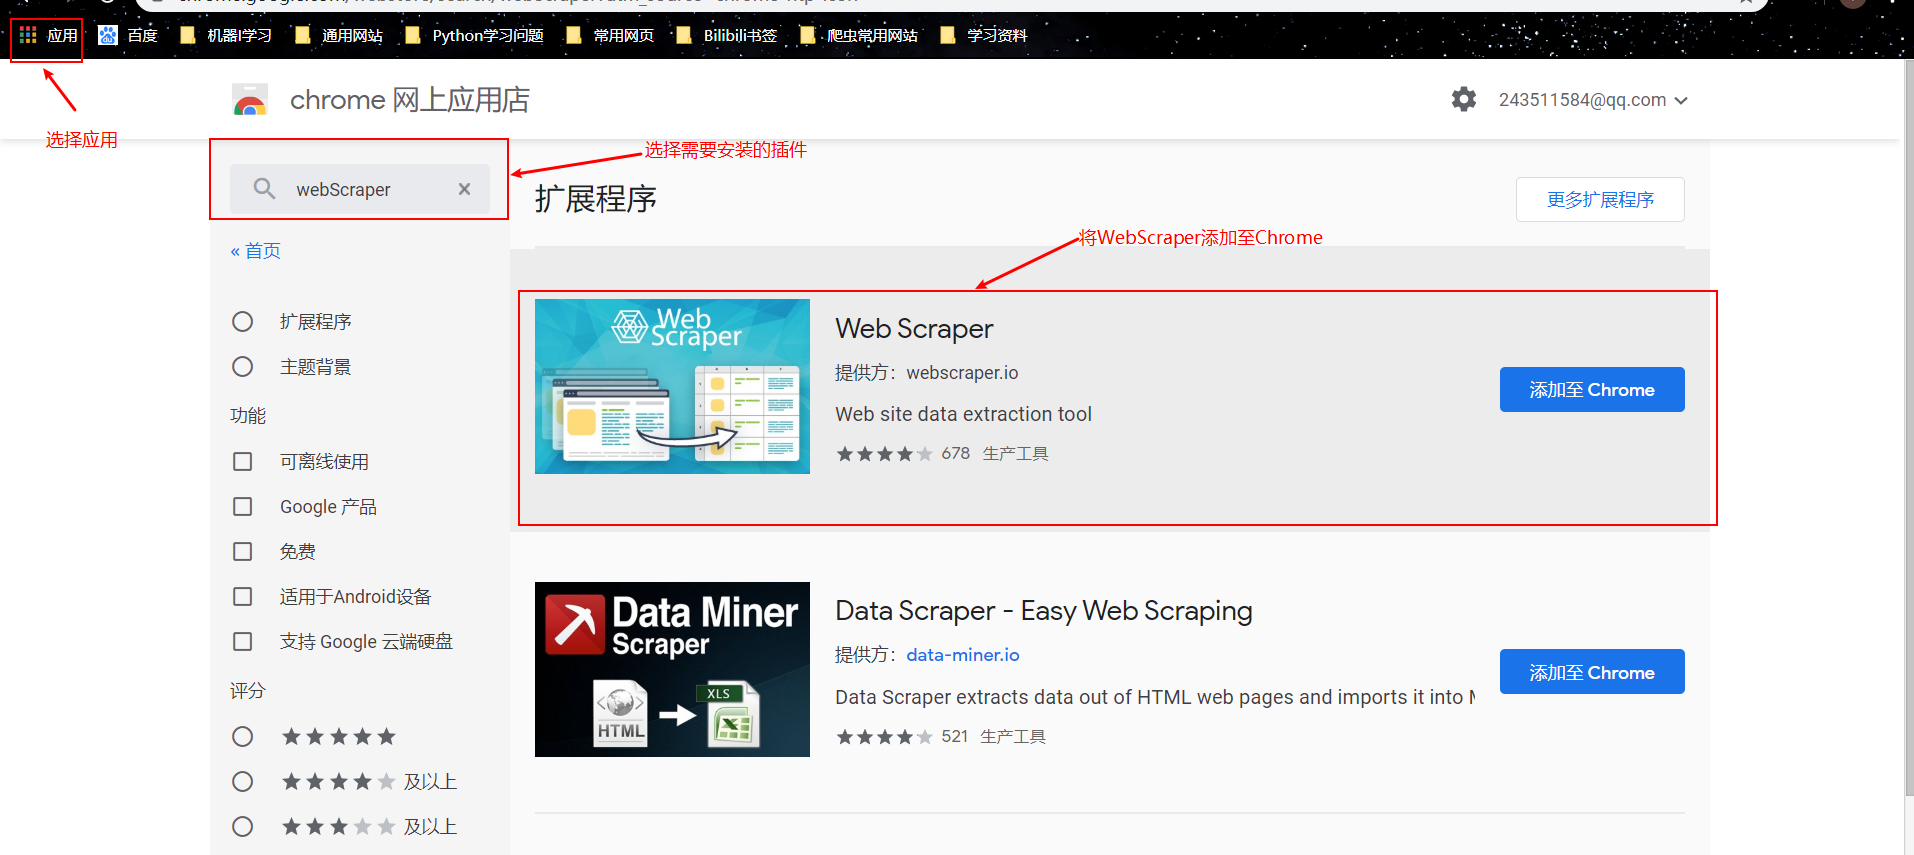 应用
百度
机器l学习
通用网站
Python学习问题
常用网页
Bilibili书签
爬虫常用网站
学习资料
chrome 网上应用店
243511584@qq.com
选择应用
选择需要安装的插件
webScraper
扩展程序
更多扩展程序
« 首页
将WebScraper添加至Chrome
扩展程序
主题背景
功能
可离线使用
Google 产品
免费
适用于Android设备
支持 Google 云端硬盘
评分
及以上
及以上
Web
Scraper
Web Scraper
提供方: webscraper.io
Web site data extraction tool
678 生产工具
添加至 Chrome
Data Miner
Scraper
HTML
XLS
Data Scraper - Easy Web Scraping
提供方: data-miner.io
Data Scraper extracts data out of HTML web pages and imports it into
521 生产工具
添加至 Chrome